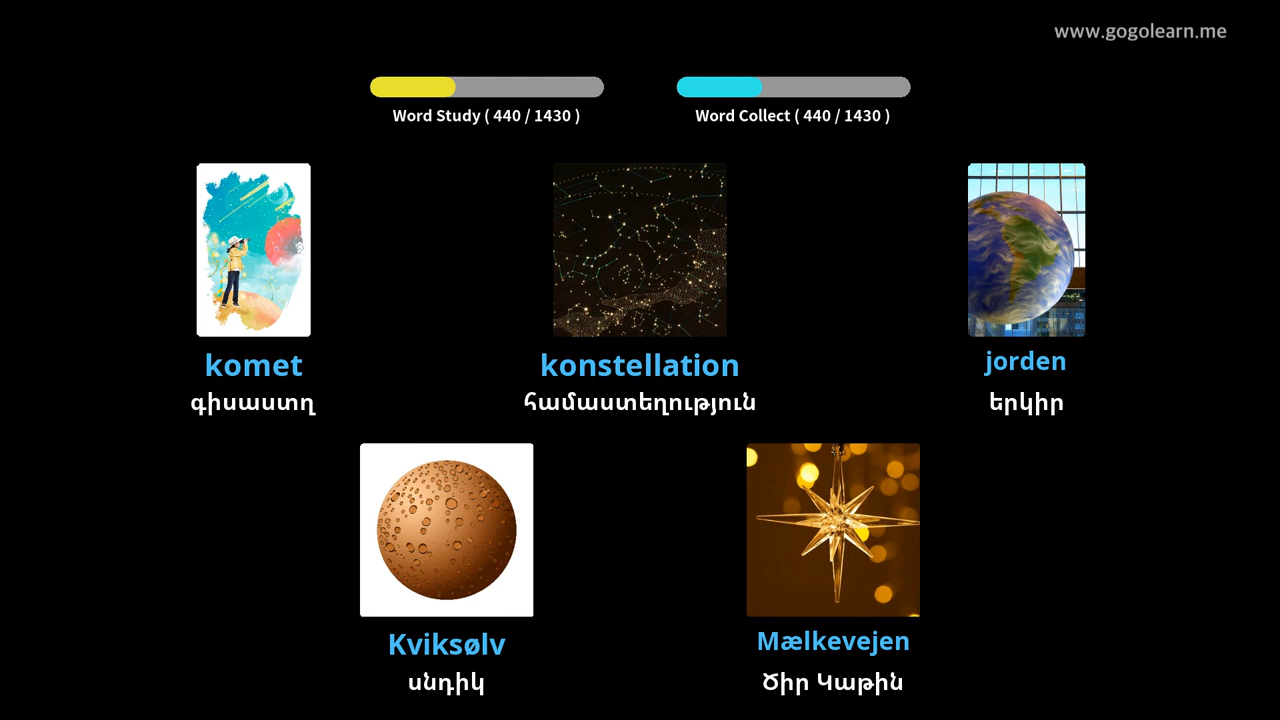 www.gogolearn.me
Word Study ( 440 / 1430 )
Word Collect ( 440 / 1430 )
komet
գիսաստղ
konstellation
համաստեղություն
jorden
երկիր
Kviksølv
սնդիկ
Mælkevejen
Ծիր Կաթին